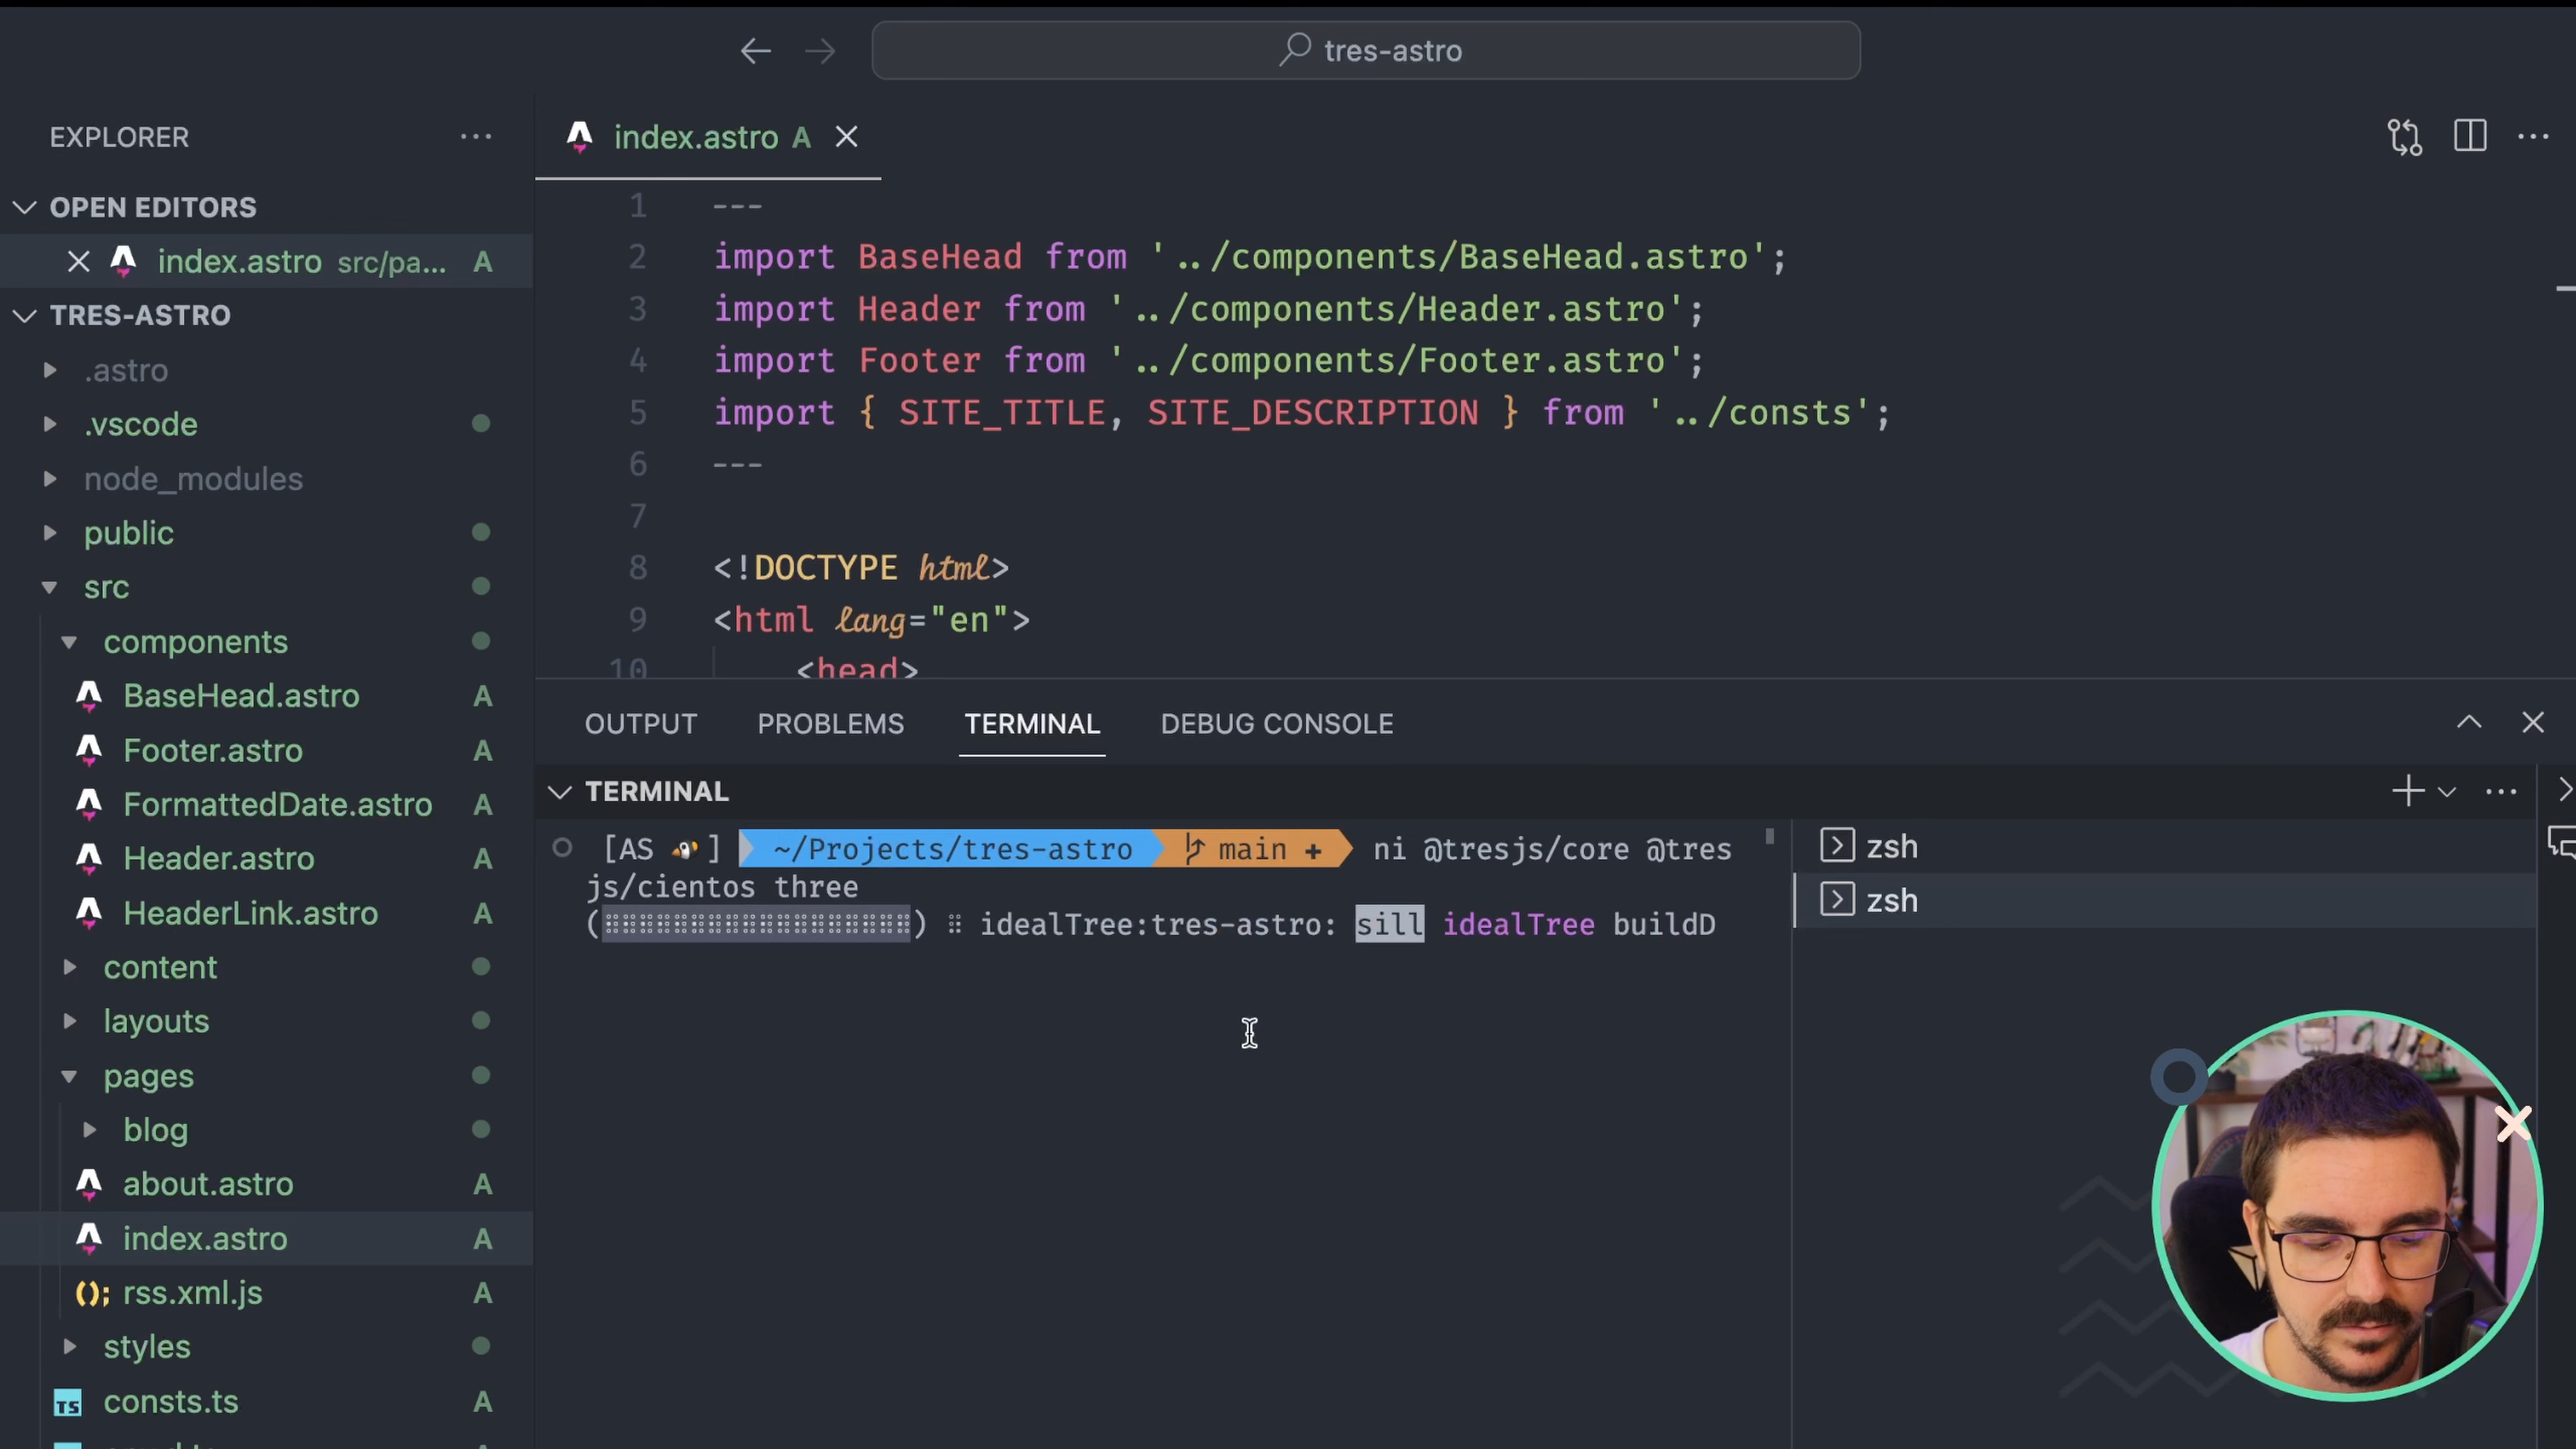 tres-astro
EXPLORER
OPEN EDITORS
index.astro src/pa... A
TRES-ASTRO
.astro
.vscode
node_modules
public
src
components
BaseHead.astro A
Footer.astro A
FormattedDate.astro A
Header.astro A
HeaderLink.astro A
content
layouts
pages
blog
about.astro A
index.astro A
rss.xml.js A
styles
TS consts.ts A
index.astro A
1 ---
2 import BaseHead from '../components/BaseHead.astro';
3 import Header from '../components/Header.astro';
4 import Footer from '../components/Footer.astro';
5 import { SITE_TITLE, SITE_DESCRIPTION } from '../consts';
6 ---
7
8 <!DOCTYPE html>
9 <html lang="en">
10 <head>
OUTPUT PROBLEMS TERMINAL DEBUG CONSOLE
TERMINAL
[AS 🐠] ~/Projects/tres-astro main + ni @tresjs/core @tres
js/cientos three
(⠿⠿⠿⠿⠿⠿⠿⠿⠿⠿⠿⠿⠿⠿⠿⠿⠿⠿) ⠿ idealTree:tres-astro: sill idealTree buildD
zsh
zsh